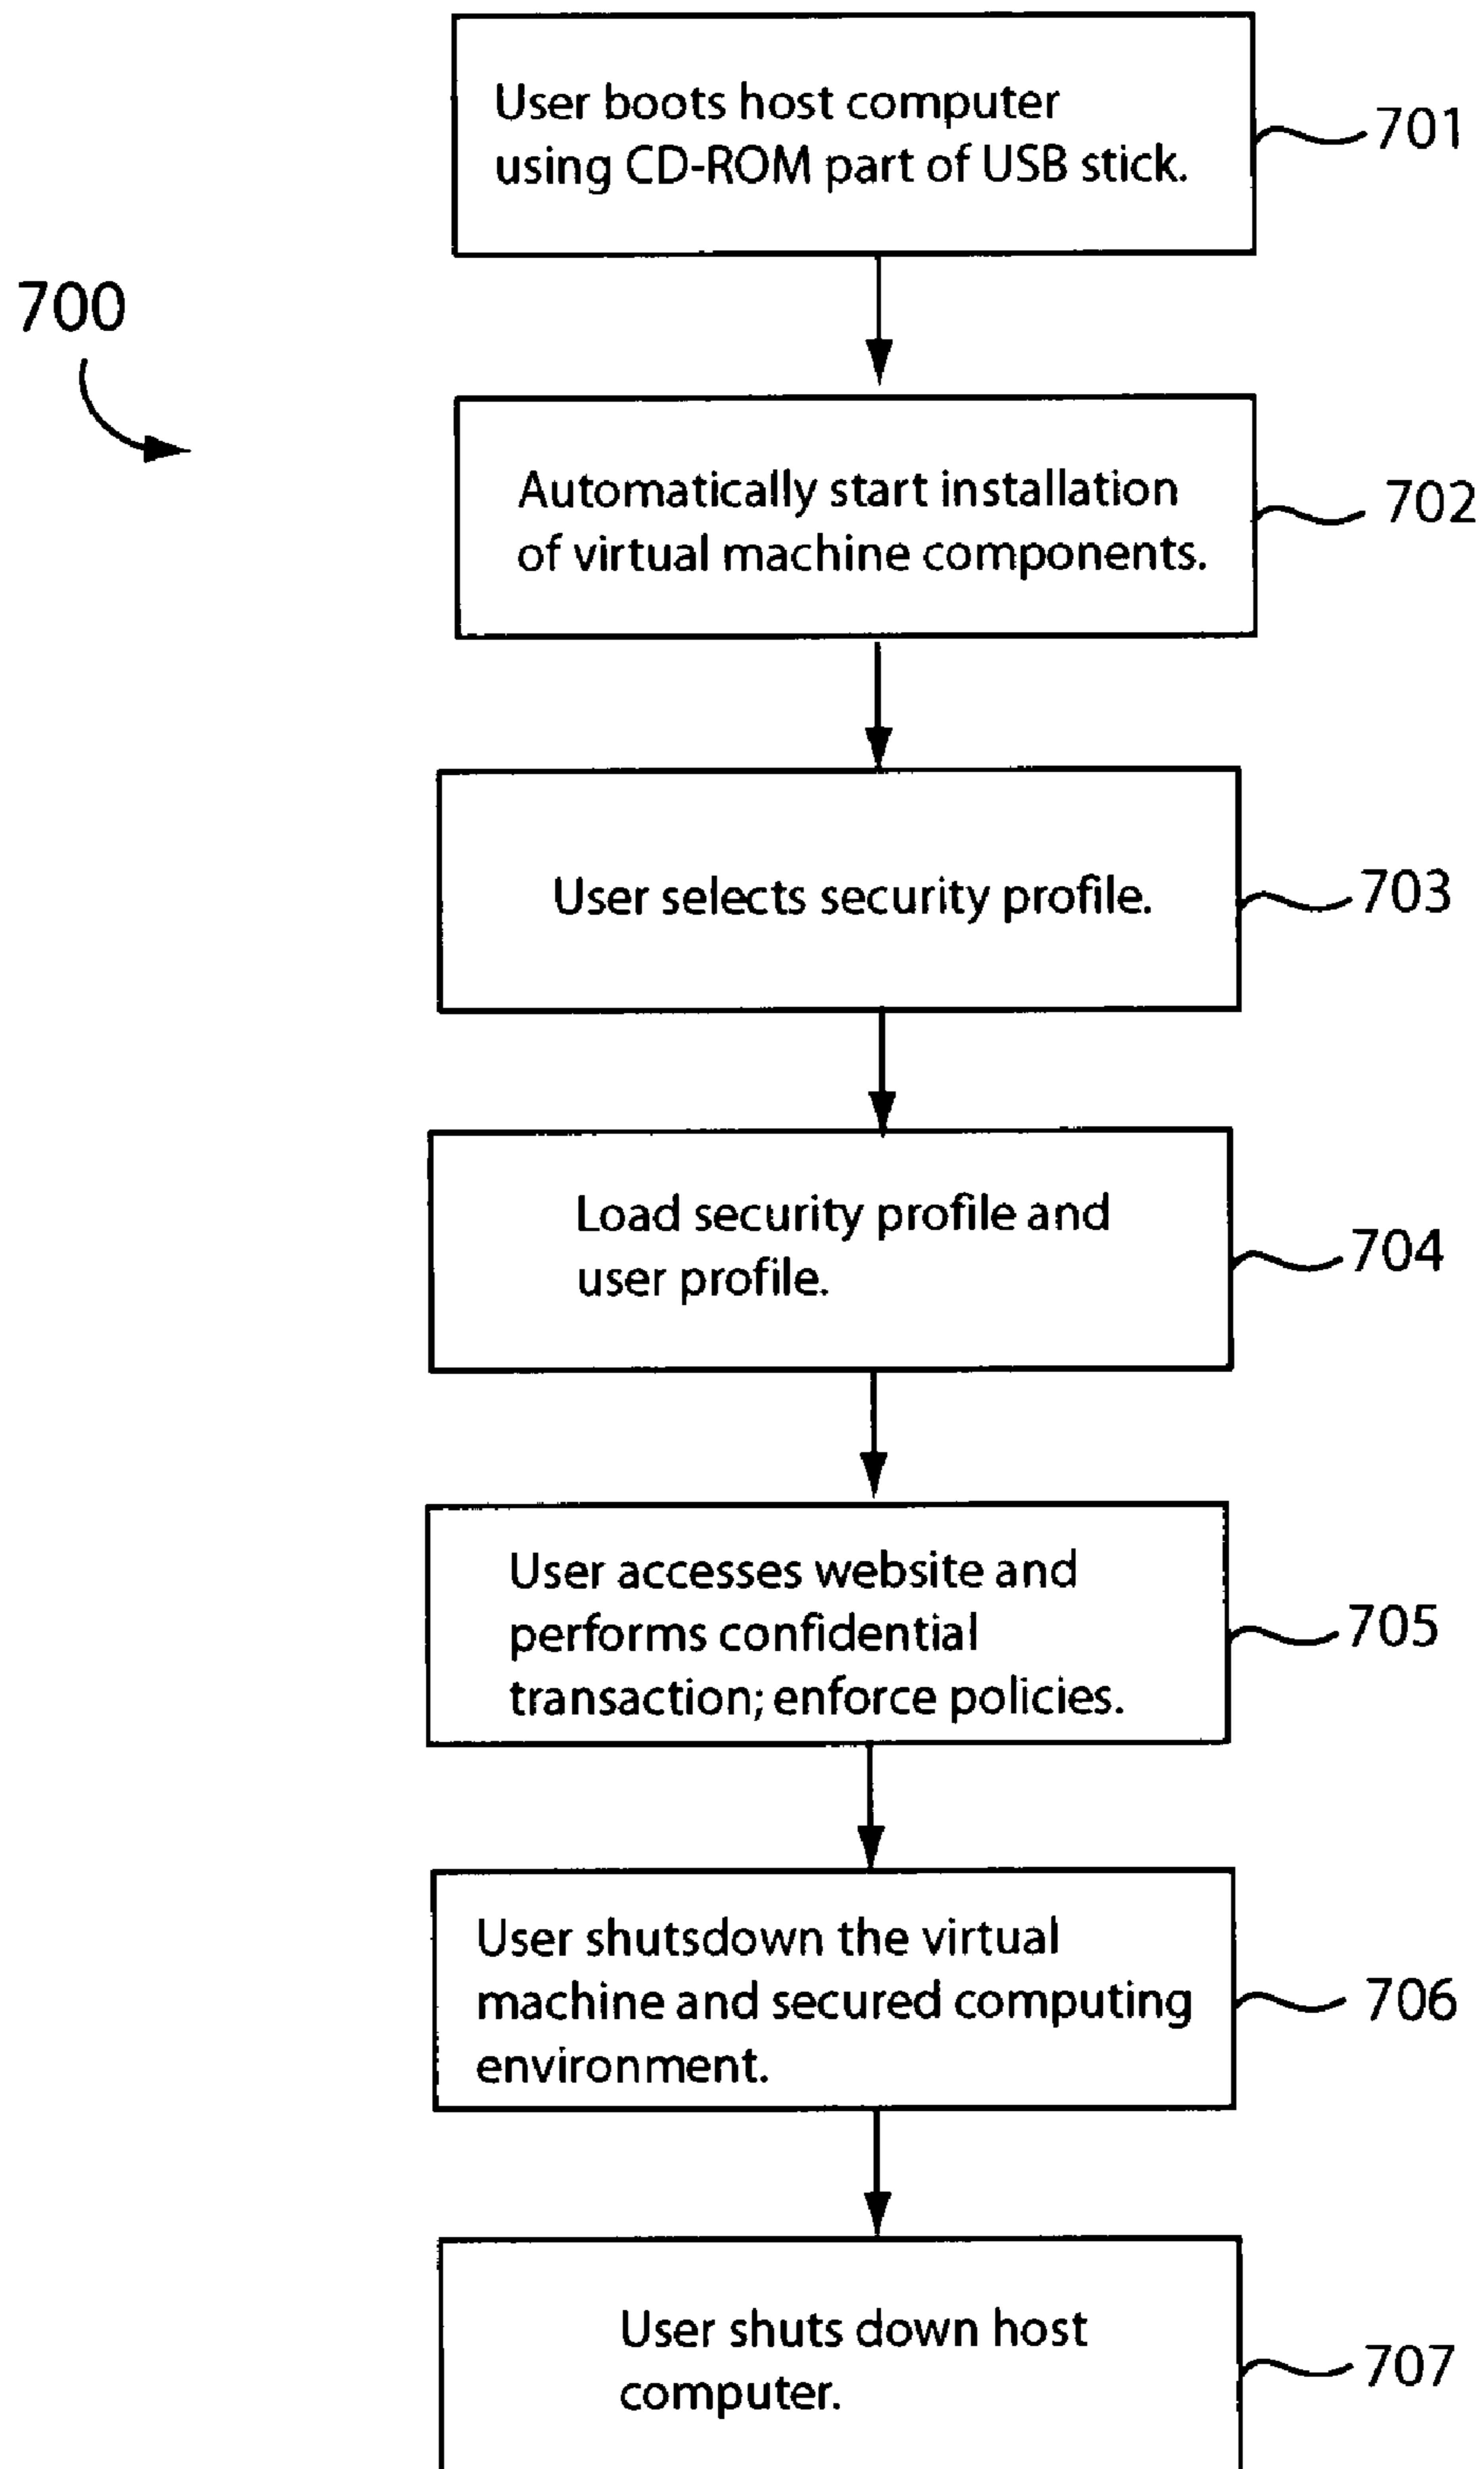 User boots host computer
using CD-ROM part of USB stick.
701
700
Automatically start installation
of virtual machine components.
702
User selects security profile.
703
Load security profile and
user profile.
704
User accesses website and
performs confidential
transaction; enforce policies.
705
User shutsdown the virtual
machine and secured computing
environment.
706
User shuts down host
computer.
707